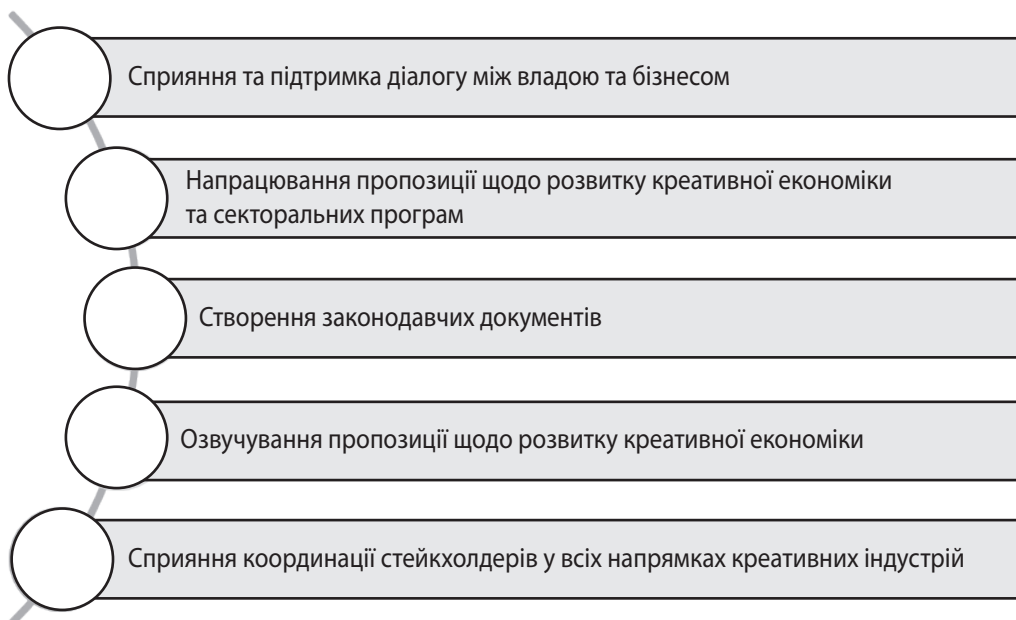 Сприяння та підтримка діалогу між владою та бізнесом
Напрацювання пропозиції щодо розвитку креативної економіки
та секторальних програм
Створення законодавчих документів
Озвучування пропозиції щодо розвитку креативної економіки
Сприяння координації стейкхолдерів у всіх напрямках креативних індустрій